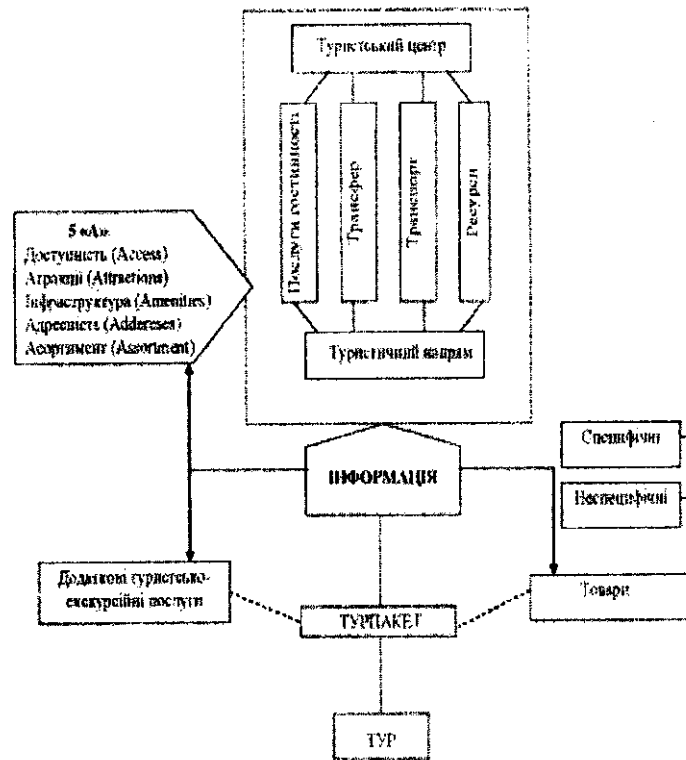 Туристський центр
Послуги гостинності
Трансфер
Транспорт
Ресурси
Туристичний напрям
5 «А»:
Доступність (Access)
Атракції (Attractions)
Інфраструктура (Amenities)
Адресність (Addereses)
Асортимент (Assortment)
ІНФОРМАЦІЯ
Специфічні
Неспецифічні
Додаткові туристсько-
екскурсійні послуги
Товари
ТУРПАКЕТ
ТУР